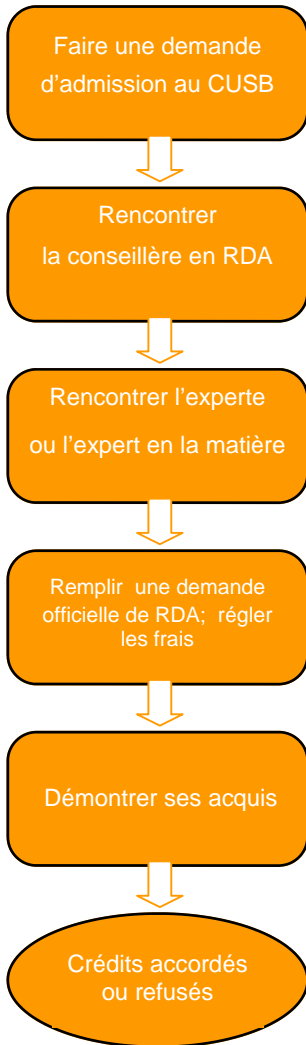 Faire une demande
d'admission au CUSB
Rencontrer
la conseillère en RDA
Rencontrer l'experte
ou l'expert en la matière
Remplir une demande
officielle de RDA; régler
les frais
Démontrer ses acquis
Crédits accordés
ou refusés